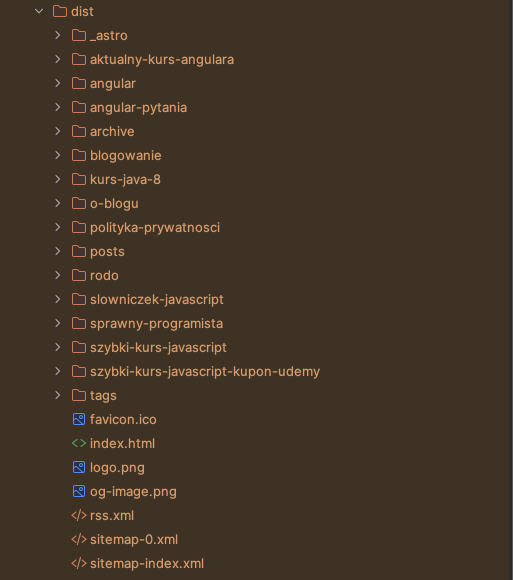 dist
_astro
aktualny-kurs-angulara
angular
angular-pytania
archive
blogowanie
kurs-java-8
o-blogu
polityka-prywatnosci
posts
rodo
slowniczek-javascript
sprawny-programista
szybki-kurs-javascript
szybki-kurs-javascript-kupon-udemy
tags
favicon.ico
index.html
logo.png
og-image.png
rss.xml
sitemap-0.xml
sitemap-index.xml